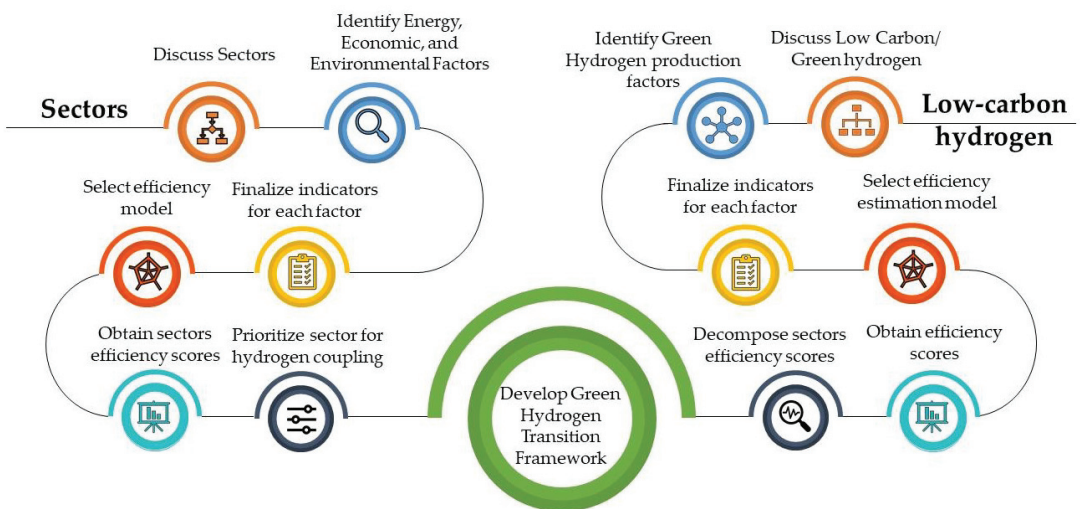 Sectors
Discuss Sectors
Identify Energy,
Economic, and
Environmental Factors
Select efficiency
model
Finalize indicators
for each factor
Obtain sectors
efficiency scores
Prioritize sector for
hydrogen coupling
Develop Green
Hydrogen
Transition
Framework
Identify Green
Hydrogen production
factors
Discuss Low Carbon/
Green hydrogen
Low-carbon
hydrogen
Finalize indicators
for each factor
Select efficiency
estimation model
Decompose sectors
efficiency scores
Obtain efficiency
scores